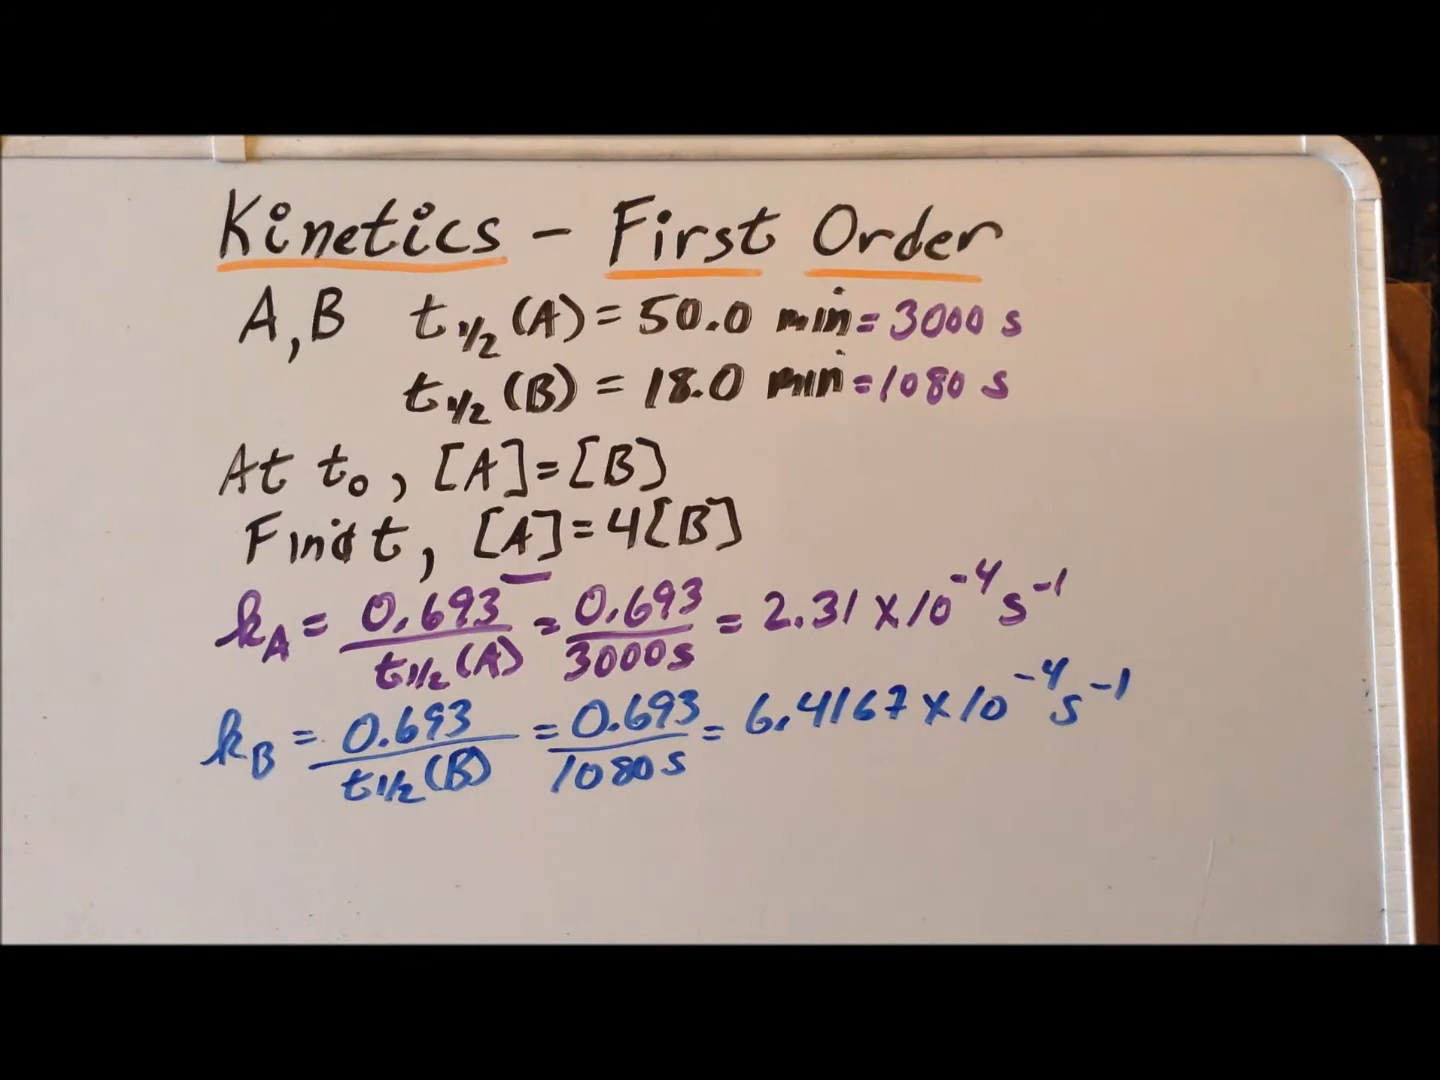 Kinetics - First Order
A, B t1/2 (A) = 50.0 min = 3000 s
t1/2 (B) = 18.0 min = 1080 s
At t0, [A]=[B]
Find t, [A]=4[B]
kA = 0.693/t1/2(A) = 0.693/3000s = 2.31 x 10^-4 s^-1
kB = 0.693/t1/2(B) = 0.693/1080s = 6.4167 x 10^-4 s^-1